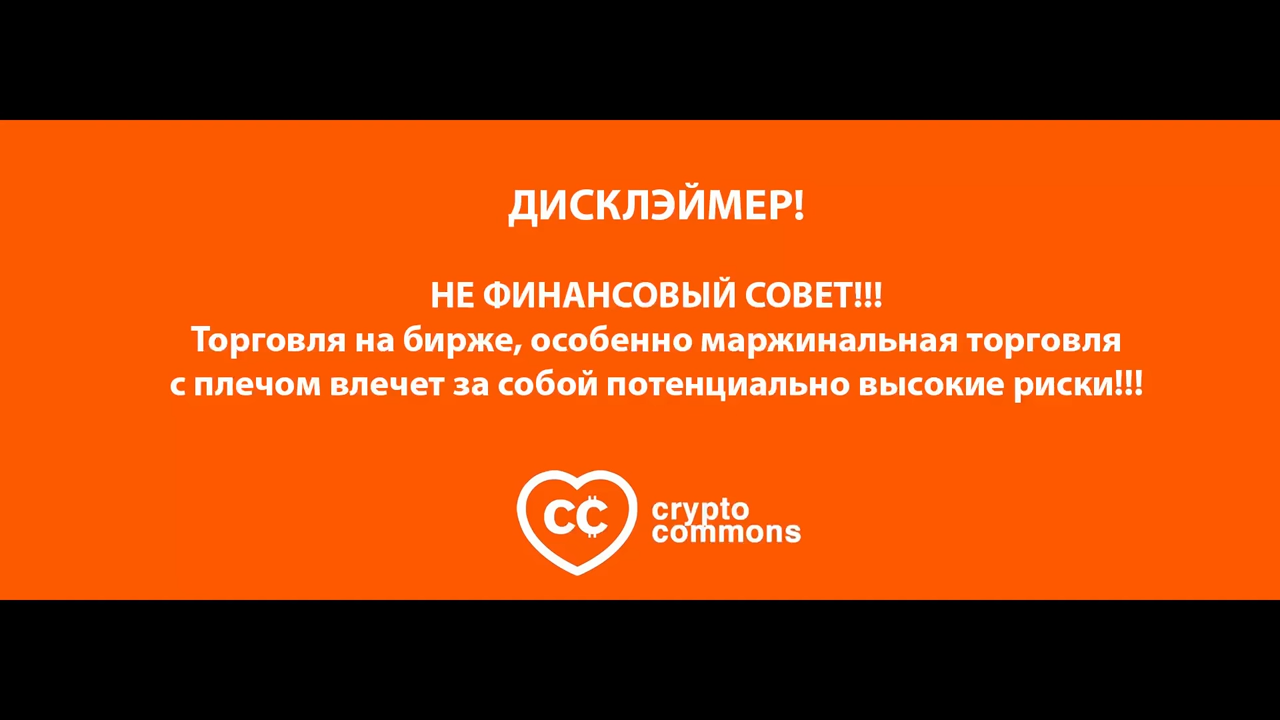 ДИСКЛЭЙМЕР!
НЕ ФИНАНСОВЫЙ СОВЕТ!!!
Торговля на бирже, особенно маржинальная торговля
с плечом влечет за собой потенциально высокие риски!!!
CC
crypto
commons